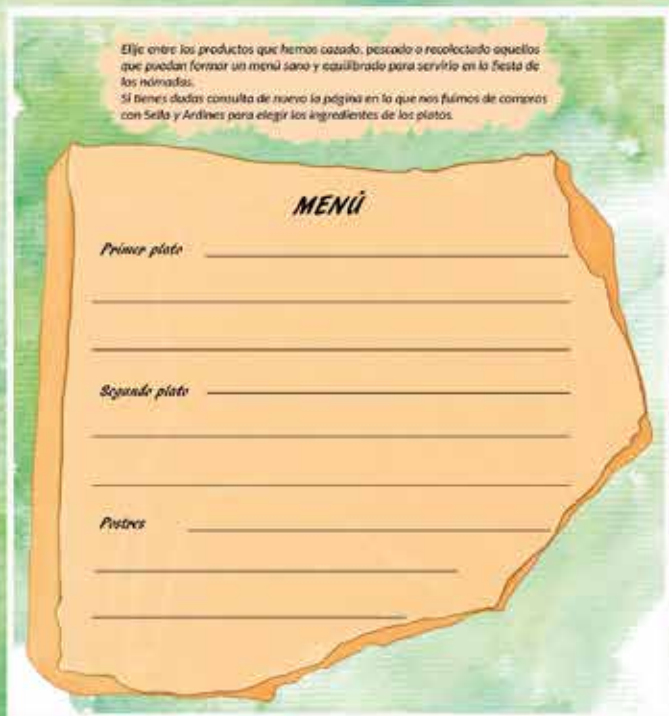 Elije entre los productos que hemos cazado, pescado o recolectado aquellos
que puedan formar un menú sano y equilibrado para servirlo en la fiesta de
los nómadas.
Si tienes dudas consulta de nuevo la página en la que nos fuimos de compras
con Sella y Ardines para elegir los ingredientes de los platos.
MENÚ
Primer plato
Segundo plato
Postres